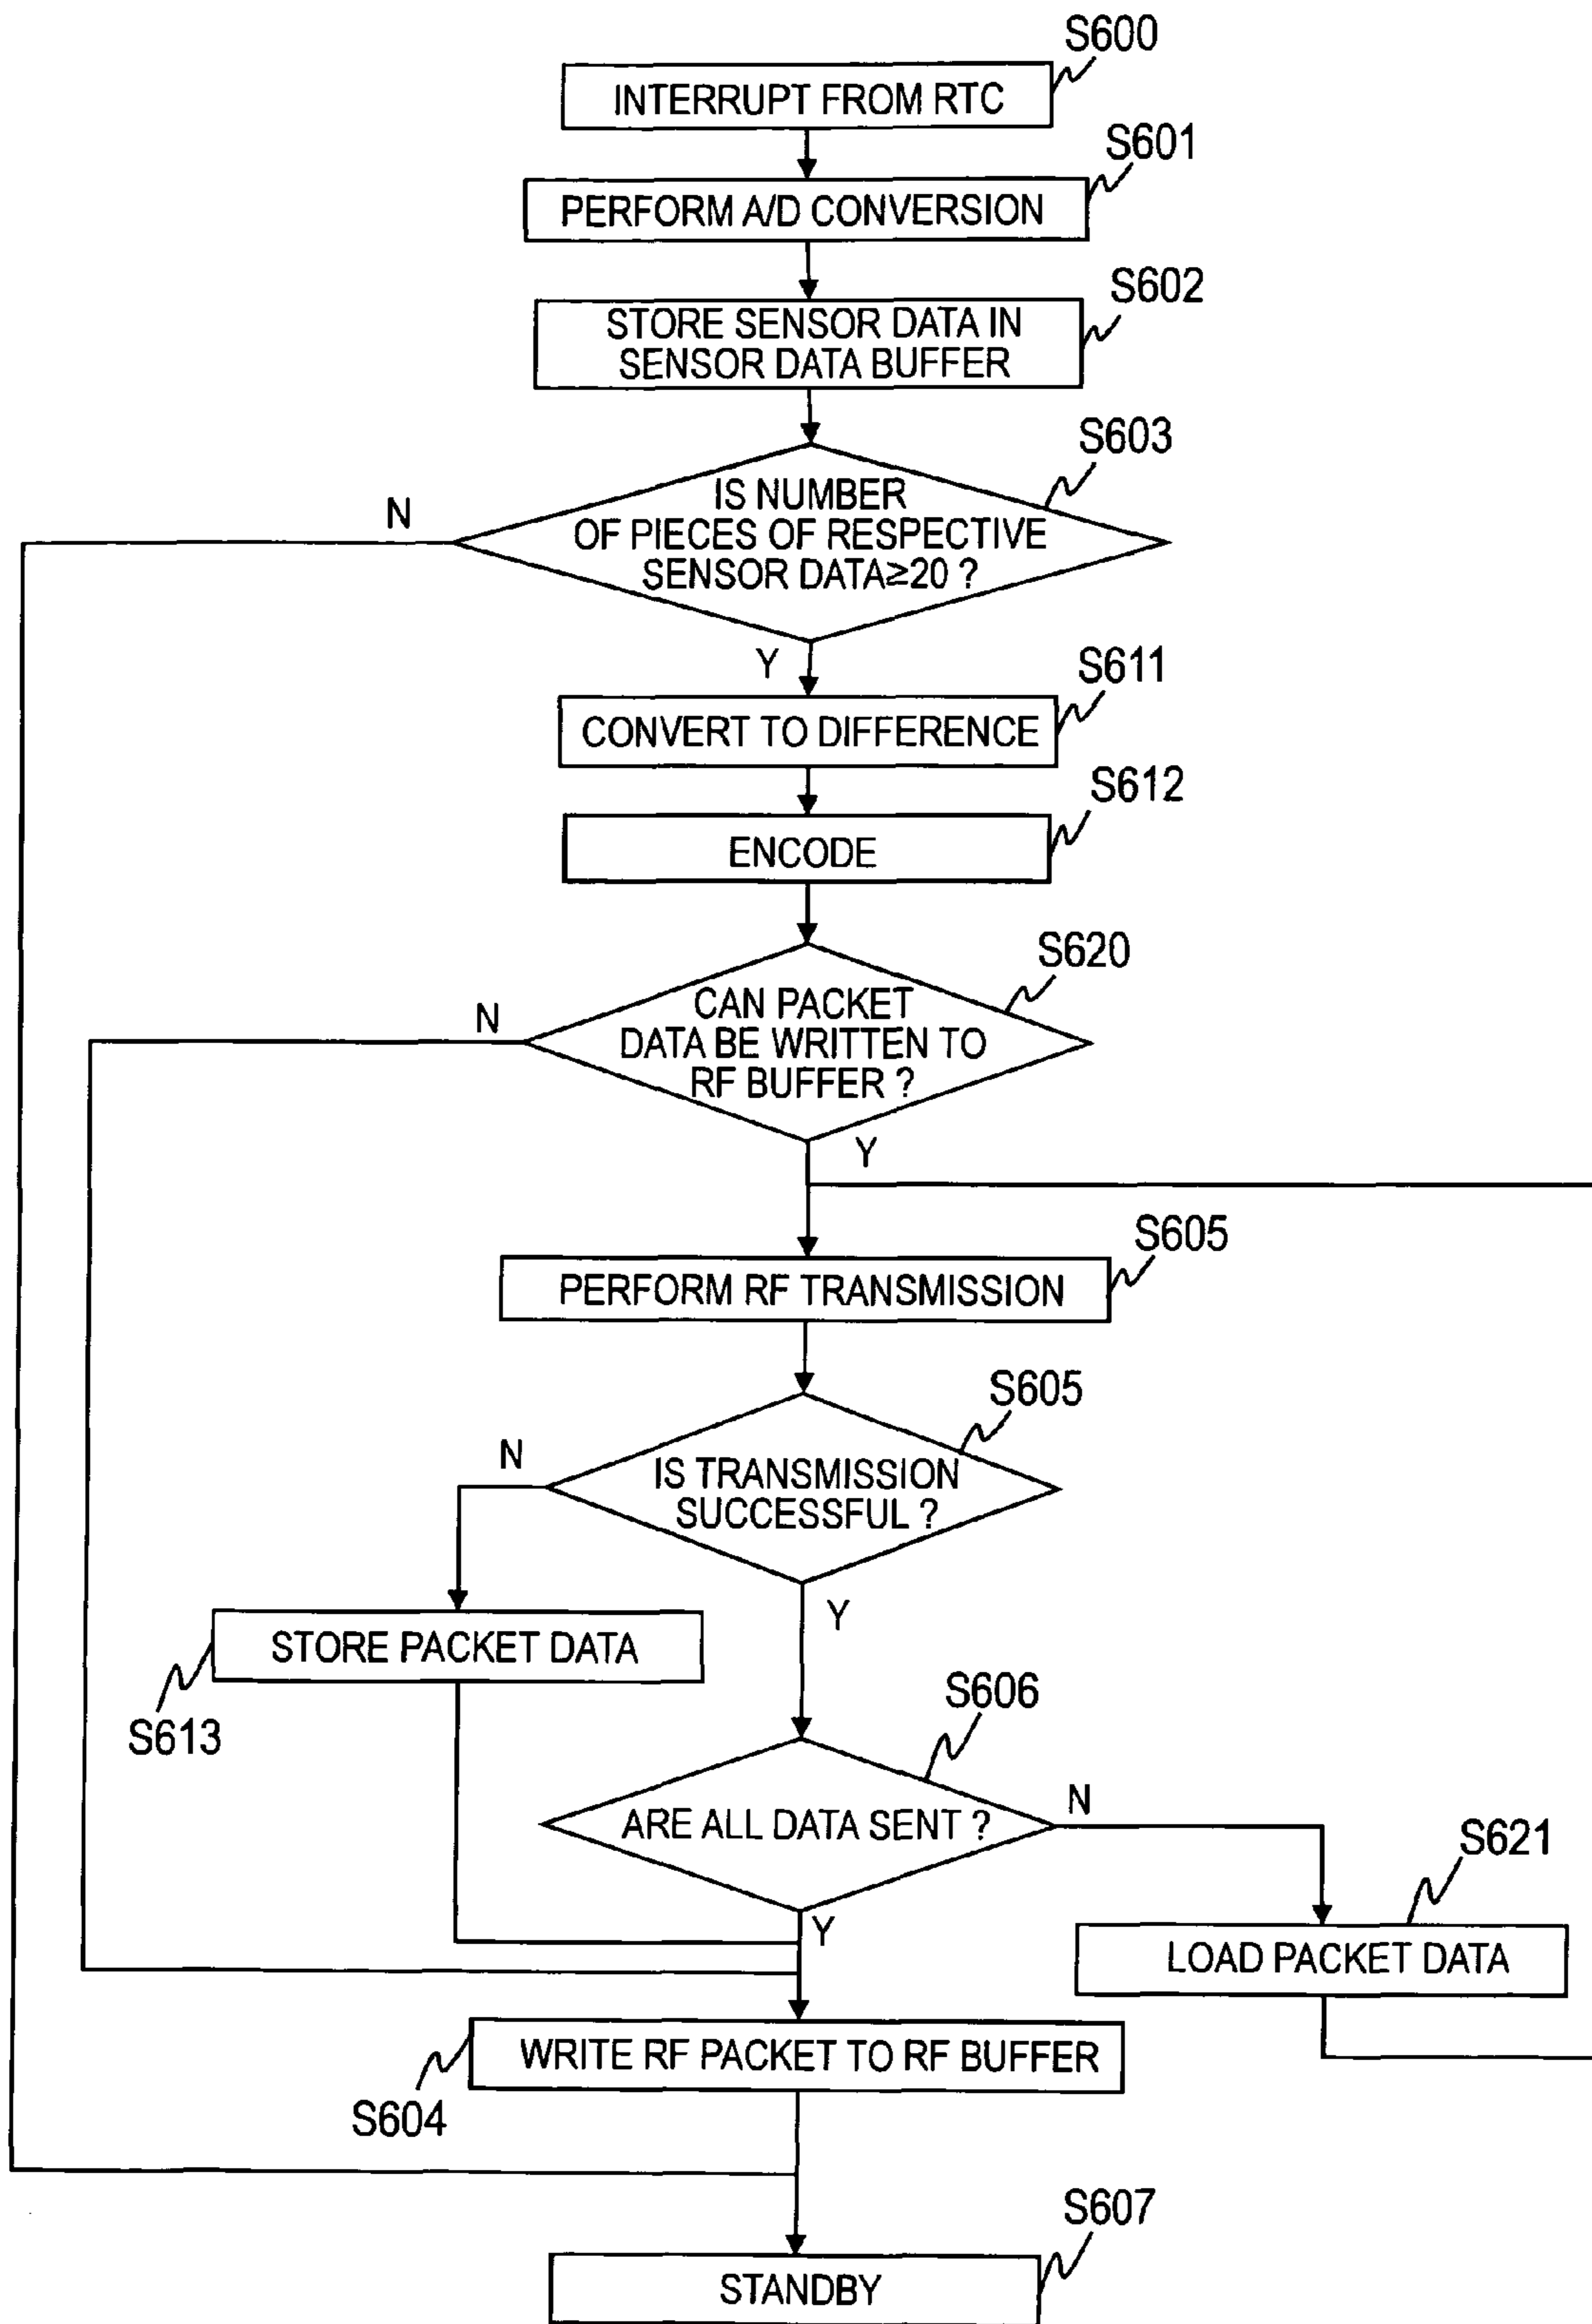 S600
INTERRUPT FROM RTC
S601
PERFORM A/D CONVERSION
S602
STORE SENSOR DATA IN
SENSOR DATA BUFFER
S603
N
IS NUMBER
OF PIECES OF RESPECTIVE
SENSOR DATA≥20 ?
Y
S611
CONVERT TO DIFFERENCE
S612
ENCODE
S620
N
CAN PACKET
DATA BE WRITTEN TO
RF BUFFER ?
Y
S605
PERFORM RF TRANSMISSION
S605
N
IS TRANSMISSION
SUCCESSFUL ?
Y
STORE PACKET DATA
S613
S606
ARE ALL DATA SENT ?
N
S621
Y
LOAD PACKET DATA
WRITE RF PACKET TO RF BUFFER
S604
S607
STANDBY